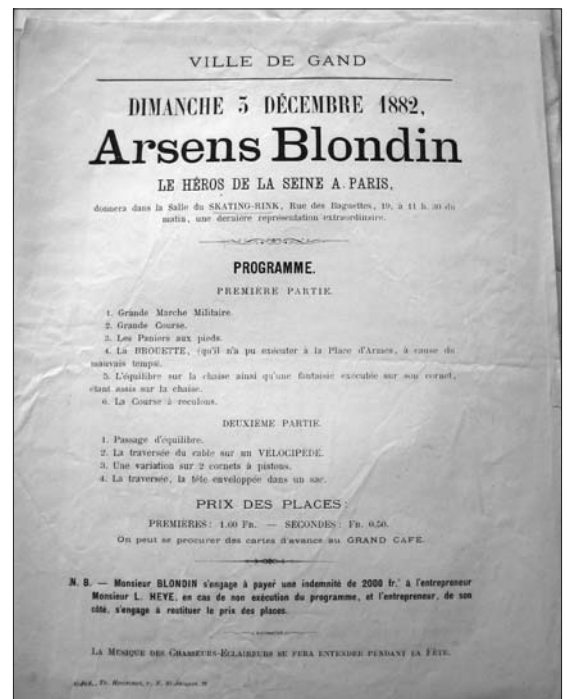 VILLE DE GAND
DIMANCHE 3 DÉCEMBRE 1882,
Arsens Blondin
LE HÉROS DE LA SEINE A PARIS,
donnera dans la Salle du SKATING-RINK, Rue des Baguettes, 19, à 11 h. 30 du
matin, une dernière représentation extraordinaire.
PROGRAMME.
PREMIÈRE PARTIE.
1. Grande Marche Militaire.
2. Grande Course.
3. Les Paniers aux pieds.
4. La BROUETTE, (qu'il n'a pu exécuter à la Place d'Armes, à cause du
mauvais temps).
5. L'équilibre sur la chaise ainsi qu'une fantaisie exécutée sur son cornet,
étant assis sur la chaise.
6. La Course à reculons.
DEUXIÈME PARTIE.
1. Passage d'équilibre.
2. La traversée du cable sur un VÉLOCIPÈDE.
3. Une variation sur 2 cornets à pistons.
4. La traversée, la tête enveloppée dans un sac.
PRIX DES PLACES:
PREMIÈRES: 1.00 FR. — SECONDES: FR. 0,50.
On peut se procurer des cartes d'avance au GRAND CAFÉ.
N. B. — Monsieur BLONDIN s'engage à payer une indemnité de 2000 fr. à l'entrepreneur
Monsieur L. HEYE, en cas de non exécution du programme, et l'entrepreneur, de son
côté, s'engage à restituer le prix des places.
LA MUSIQUE DES CHASSEURS-ÉCLAIREURS SE FERA ENTENDRE PENDANT LA FÊTE.